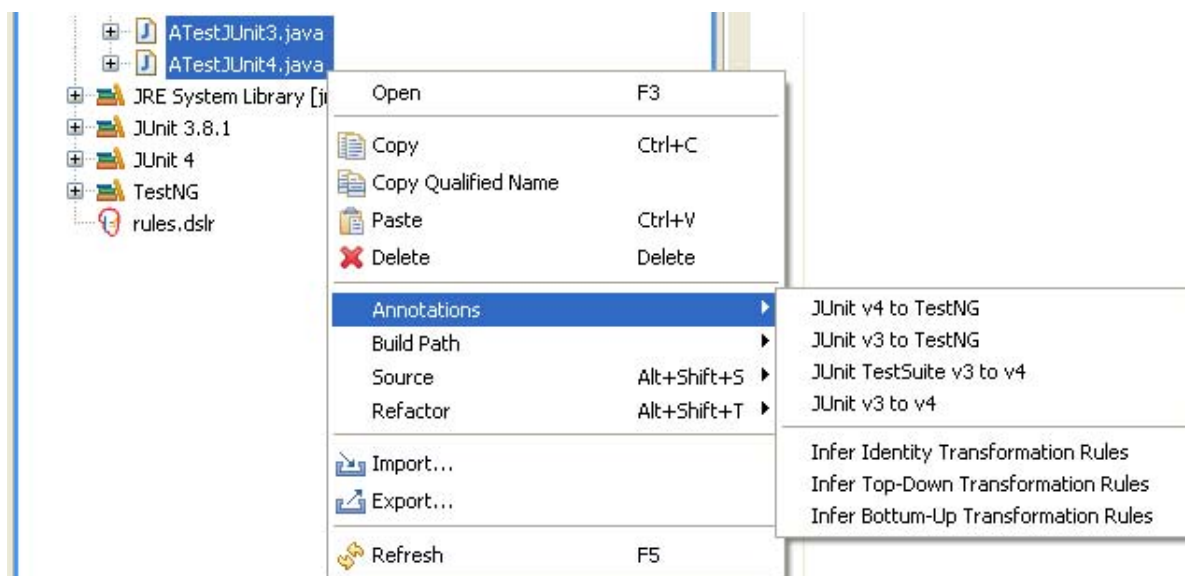 ATestJUnit3.java
ATestJUnit4.java
JRE System Library [j
JUnit 3.8.1
JUnit 4
TestNG
rules.dslr
Open F3
Copy Ctrl+C
Copy Qualified Name
Paste Ctrl+V
Delete Delete
Annotations
Build Path
Source Alt+Shift+S
Refactor Alt+Shift+T
Import...
Export...
Refresh F5
JUnit v4 to TestNG
JUnit v3 to TestNG
JUnit TestSuite v3 to v4
JUnit v3 to v4
Infer Identity Transformation Rules
Infer Top-Down Transformation Rules
Infer Bottum-Up Transformation Rules